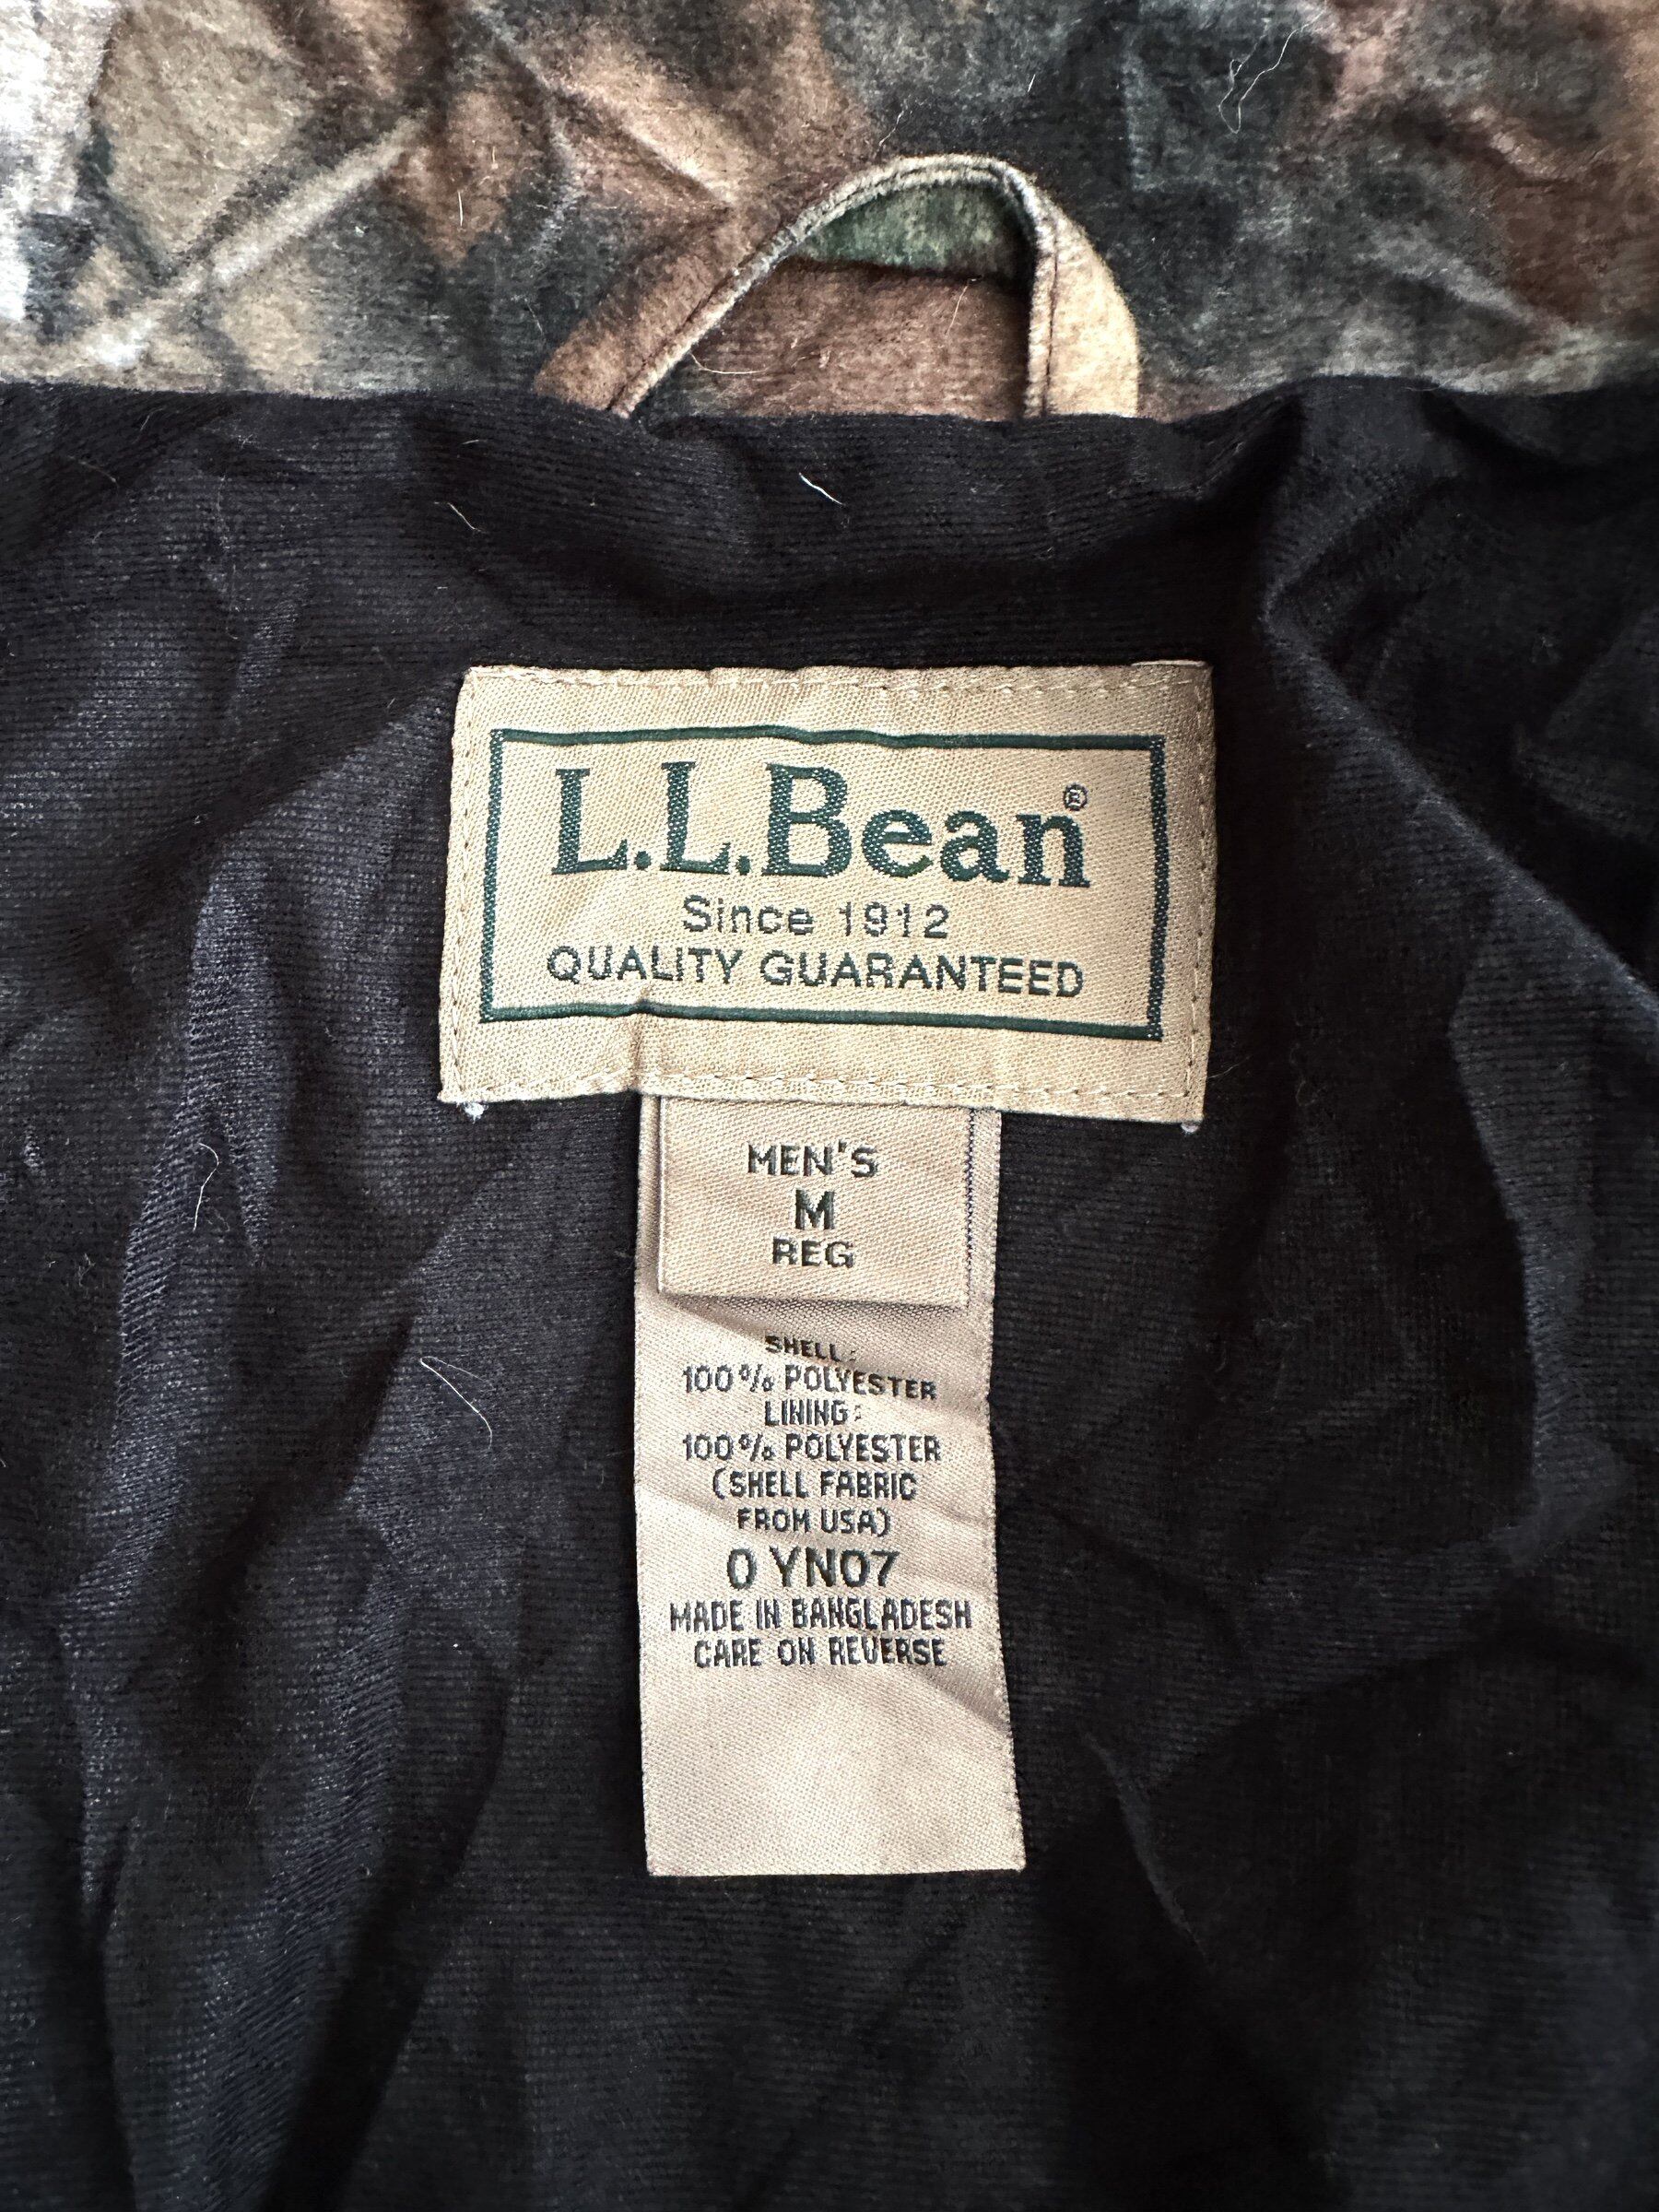 L.L.Bean®
Since 1912
QUALITY GUARANTEED
MEN'S
M
REG
SHELL:
100% POLYESTER
LINING:
100% POLYESTER
(SHELL FABRIC
FROM USA)
0 YN07
MADE IN BANGLADESH
CARE ON REVERSE